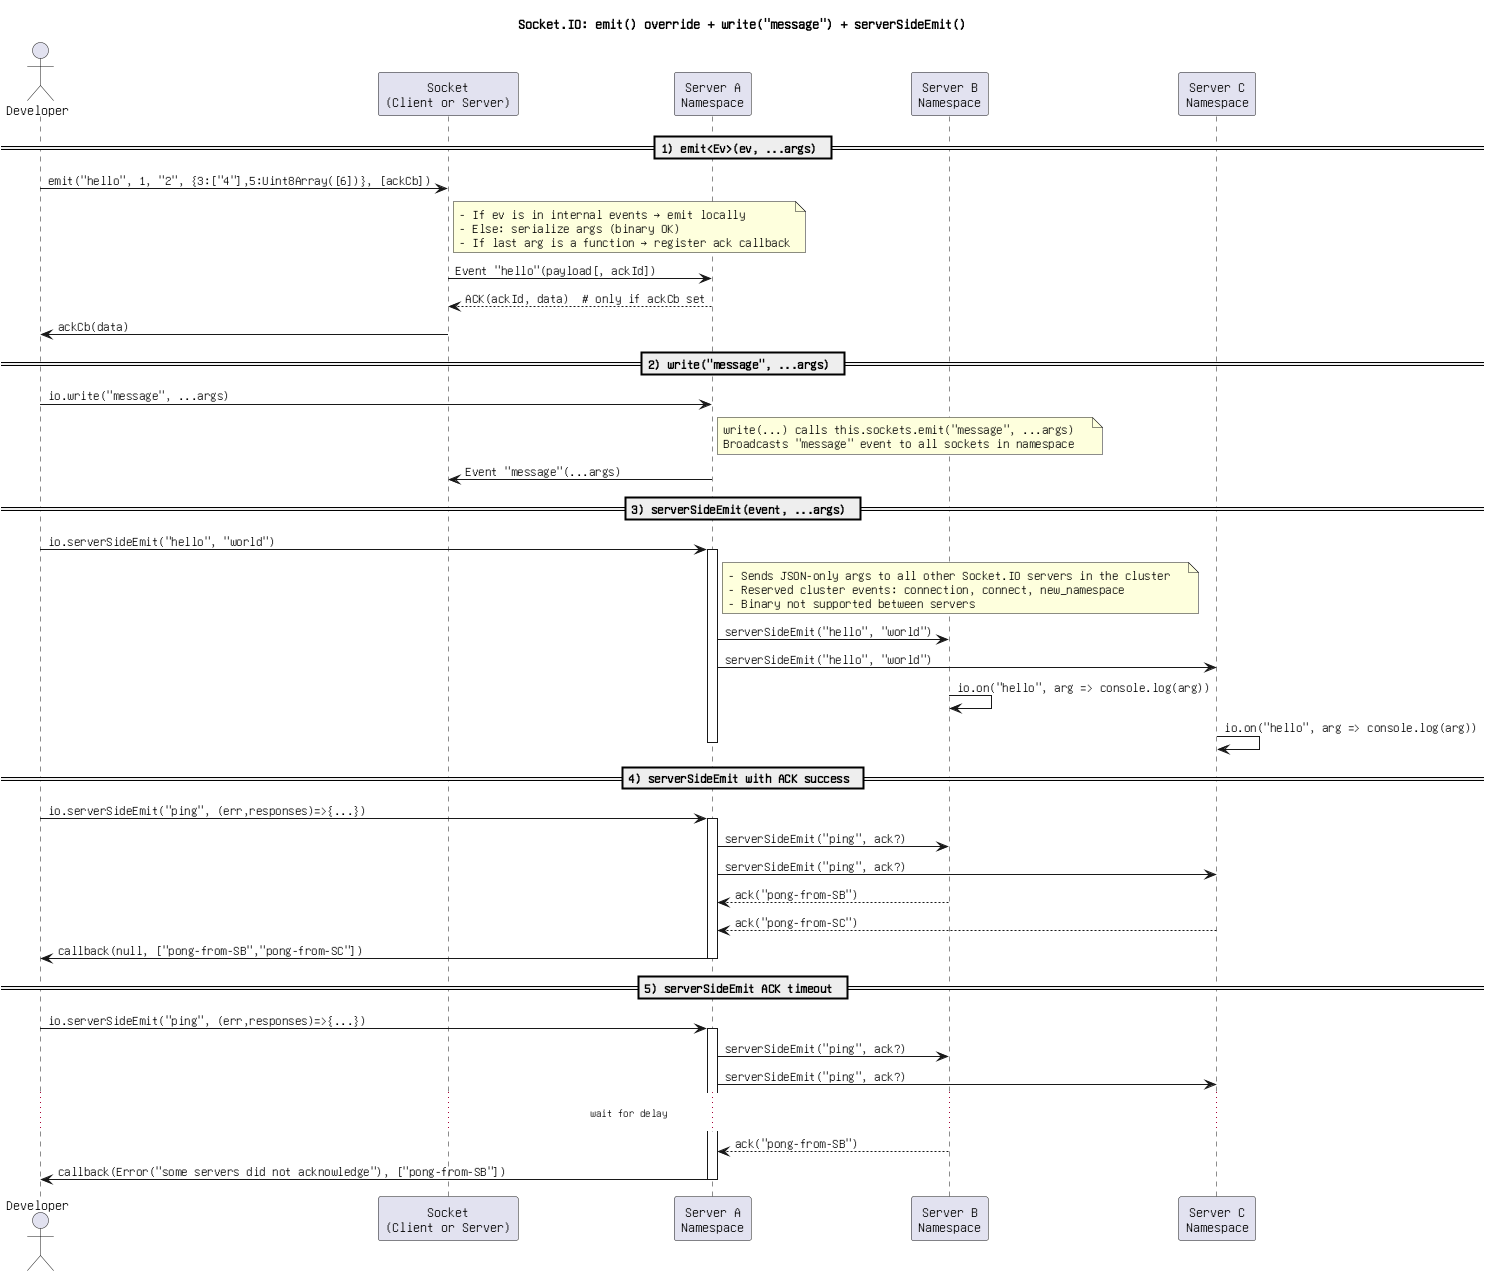 Socket.IO: emit() override + write("message") + serverSideEmit()
Developer
Socket
(Client or Server)
Server A
Namespace
Server B
Namespace
Server C
Namespace
1) emit<Ev>(ev, ...args)
emit("hello", 1, "2", {3:["4"],5:Uint8Array([6])}, [ackCb])
- If ev is in internal events → emit locally
- Else: serialize args (binary OK)
- If last arg is a function → register ack callback
Event "hello"(payload[, ackId])
ACK(ackId, data)  # only if ackCb set
ackCb(data)
2) write("message", ...args)
io.write("message", ...args)
write(...) calls this.sockets.emit("message", ...args)
Broadcasts "message" event to all sockets in namespace
Event "message"(...args)
3) serverSideEmit(event, ...args)
io.serverSideEmit("hello", "world")
- Sends JSON-only args to all other Socket.IO servers in the cluster
- Reserved cluster events: connection, connect, new_namespace
- Binary not supported between servers
serverSideEmit("hello", "world")
serverSideEmit("hello", "world")
io.on("hello", arg => console.log(arg))
io.on("hello", arg => console.log(arg))
4) serverSideEmit with ACK success
io.serverSideEmit("ping", (err,responses)=>{...})
serverSideEmit("ping", ack?)
serverSideEmit("ping", ack?)
ack("pong-from-SB")
ack("pong-from-SC")
callback(null, ["pong-from-SB","pong-from-SC"])
5) serverSideEmit ACK timeout
io.serverSideEmit("ping", (err,responses)=>{...})
serverSideEmit("ping", ack?)
serverSideEmit("ping", ack?)
wait for delay
ack("pong-from-SB")
callback(Error("some servers did not acknowledge"), ["pong-from-SB"])
Developer
Socket
(Client or Server)
Server A
Namespace
Server B
Namespace
Server C
Namespace